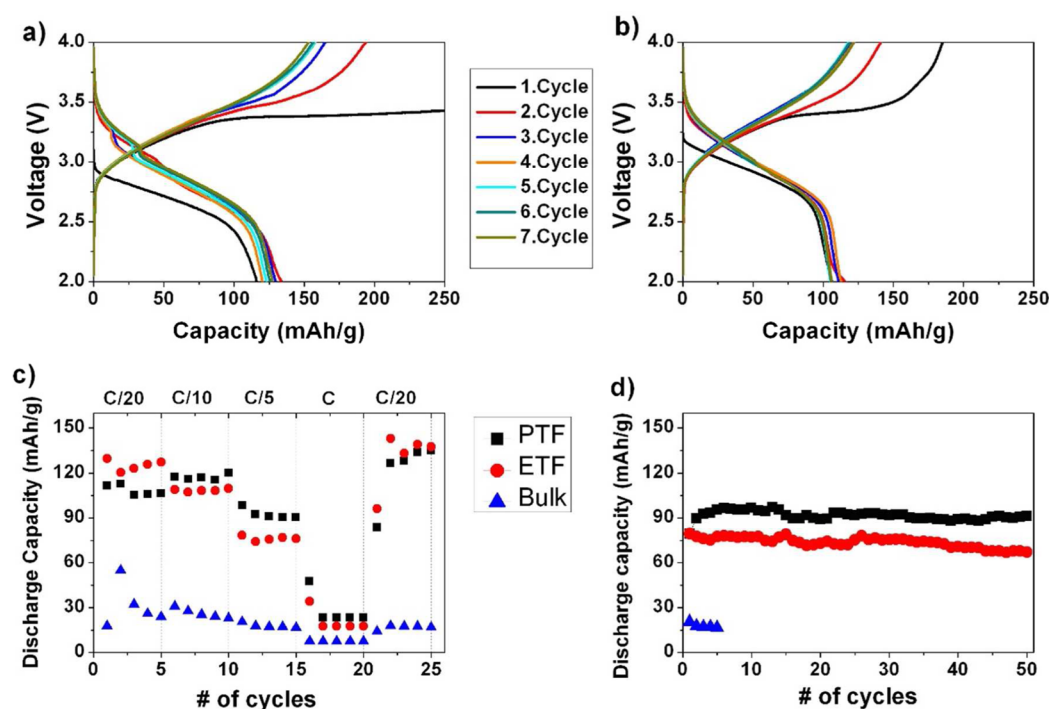 a)
4.0
3.5
3.0
2.5
2.0
Voltage (V)
0 50 100 150 200 250
Capacity (mAh/g)
1.Cycle
2.Cycle
3.Cycle
4.Cycle
5.Cycle
6.Cycle
7.Cycle
b)
4.0
3.5
3.0
2.5
2.0
Voltage (V)
0 50 100 150 200 250
Capacity (mAh/g)
c)
C/20 C/10 C/5 C C/20
150
120
90
60
30
0
Discharge Capacity (mAh/g)
0 5 10 15 20 25
# of cycles
PTF
ETF
Bulk
d)
150
120
90
60
30
0
Discharge capacity (mAh/g)
0 10 20 30 40 50
# of cycles